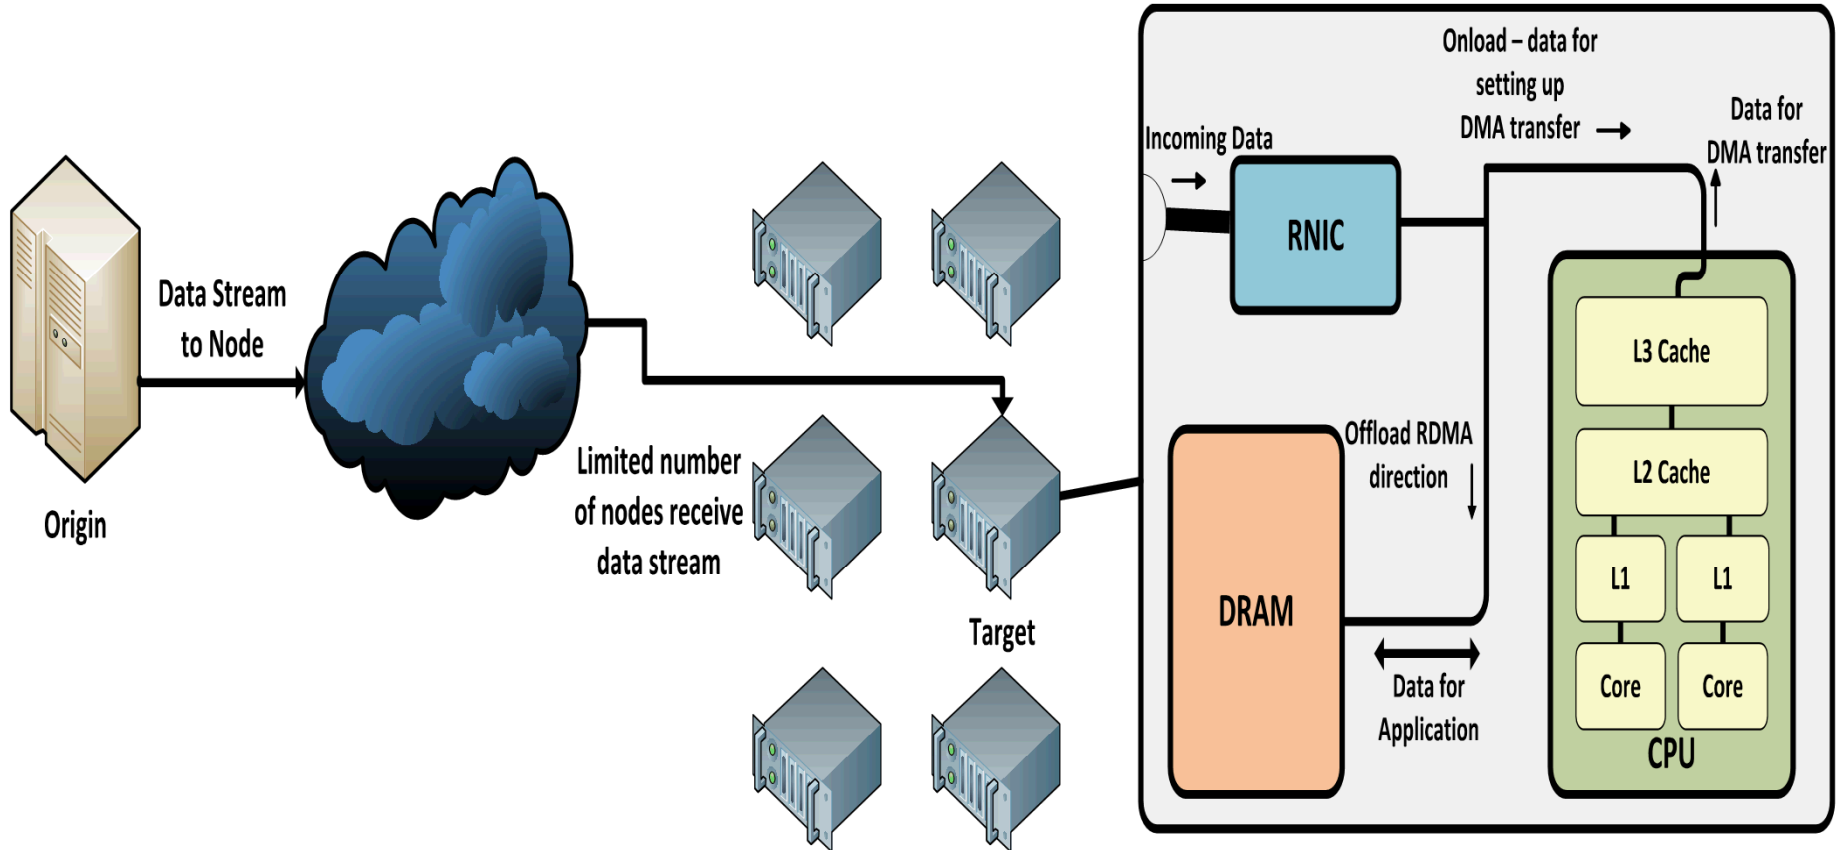 Origin
Data Stream
to Node
Limited number
of nodes receive
data stream
Target
Incoming Data
RNIC
Onload – data for
setting up
DMA transfer
Data for
DMA transfer
Offload RDMA
direction
DRAM
Data for
Application
L3 Cache
L2 Cache
L1
L1
Core
Core
CPU